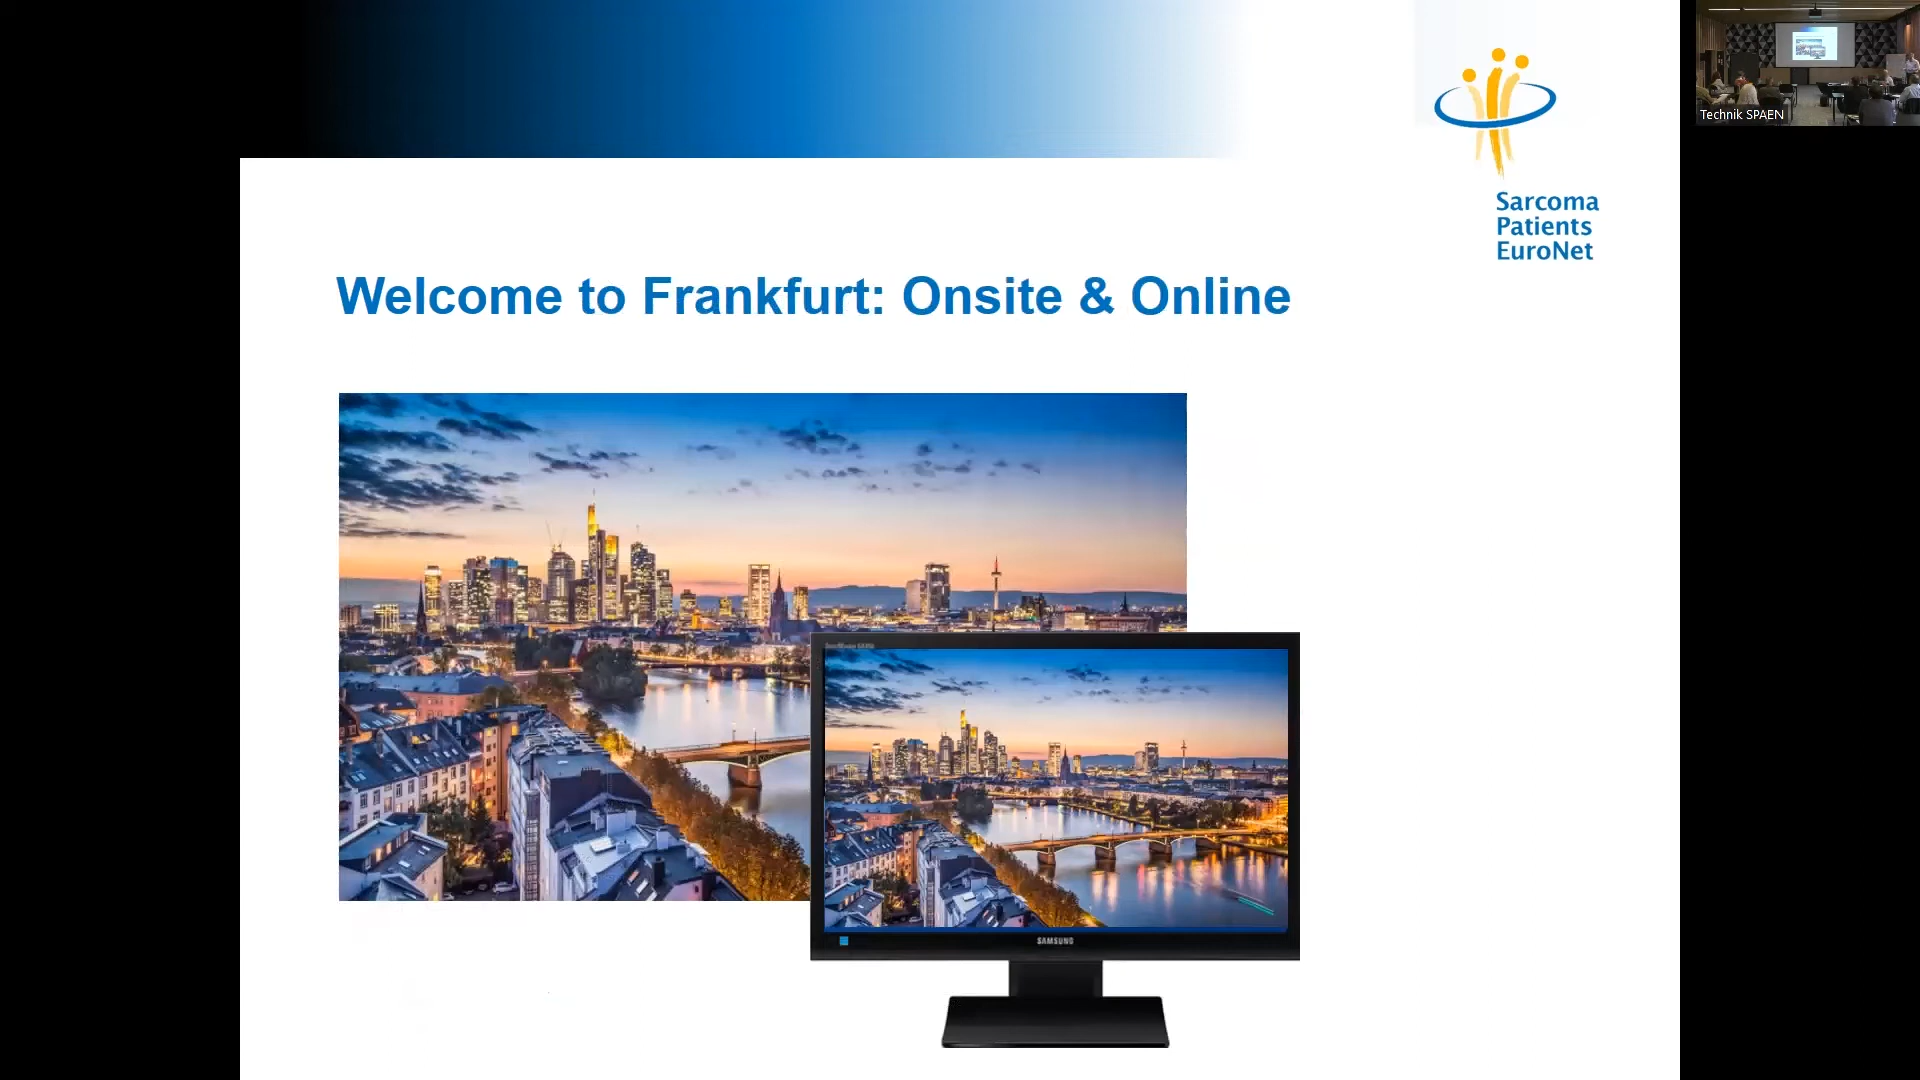 Technik SPAEN
Sarcoma
Patients
EuroNet
Welcome to Frankfurt: Onsite & Online
SAMSUNG